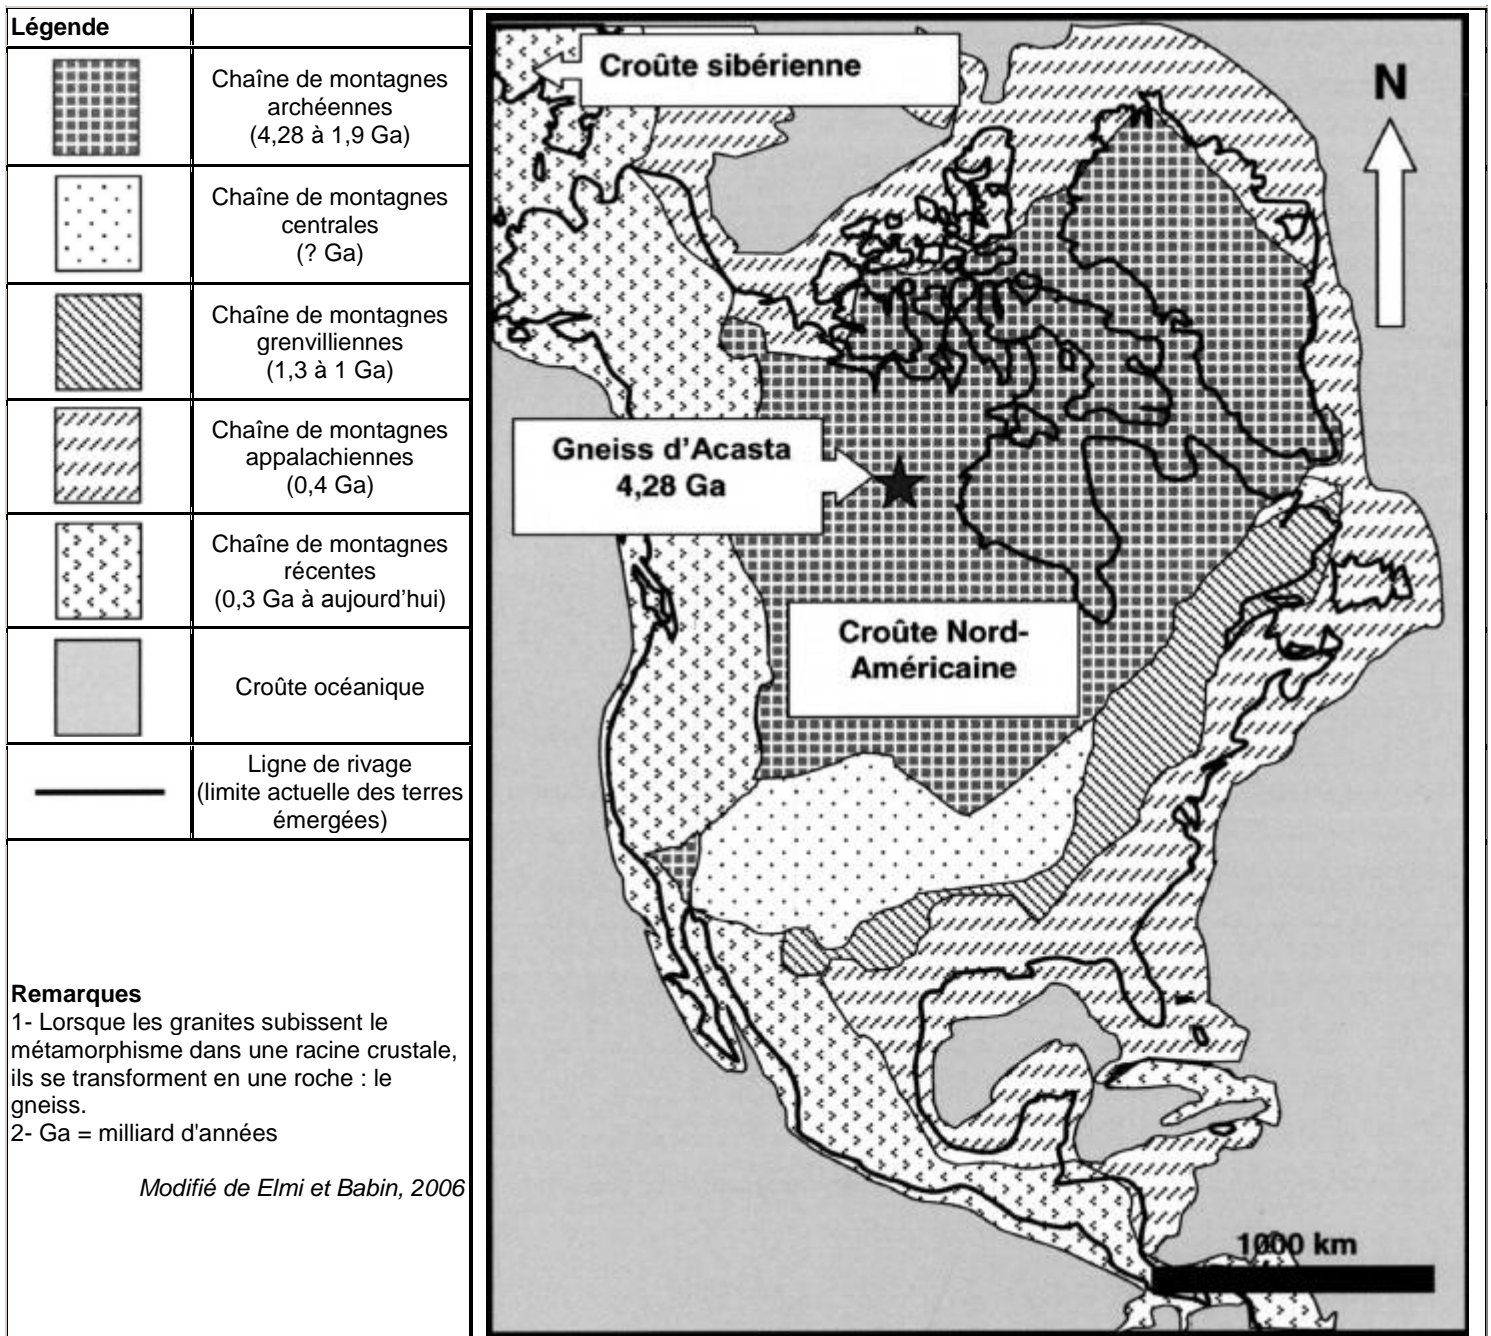 Légende
Chaîne de montagnes
archéennes
(4,28 à 1,9 Ga)
Chaîne de montagnes
centrales
(? Ga)
Chaîne de montagnes
grenvilliennes
(1,3 à 1 Ga)
Chaîne de montagnes
appalachiennes
(0,4 Ga)
Chaîne de montagnes
récentes
(0,3 Ga à aujourd'hui)
Croûte océanique
Ligne de rivage
(limite actuelle des terres
émergées)
Remarques
1- Lorsque les granites subissent le
métamorphisme dans une racine crustale,
ils se transforment en une roche : le
gneiss.
2- Ga = milliard d'années
Modifié de Elmi et Babin, 2006
Croûte sibérienne
N
Gneiss d'Acasta
4,28 Ga
Croûte Nord-
Américaine
1000 km